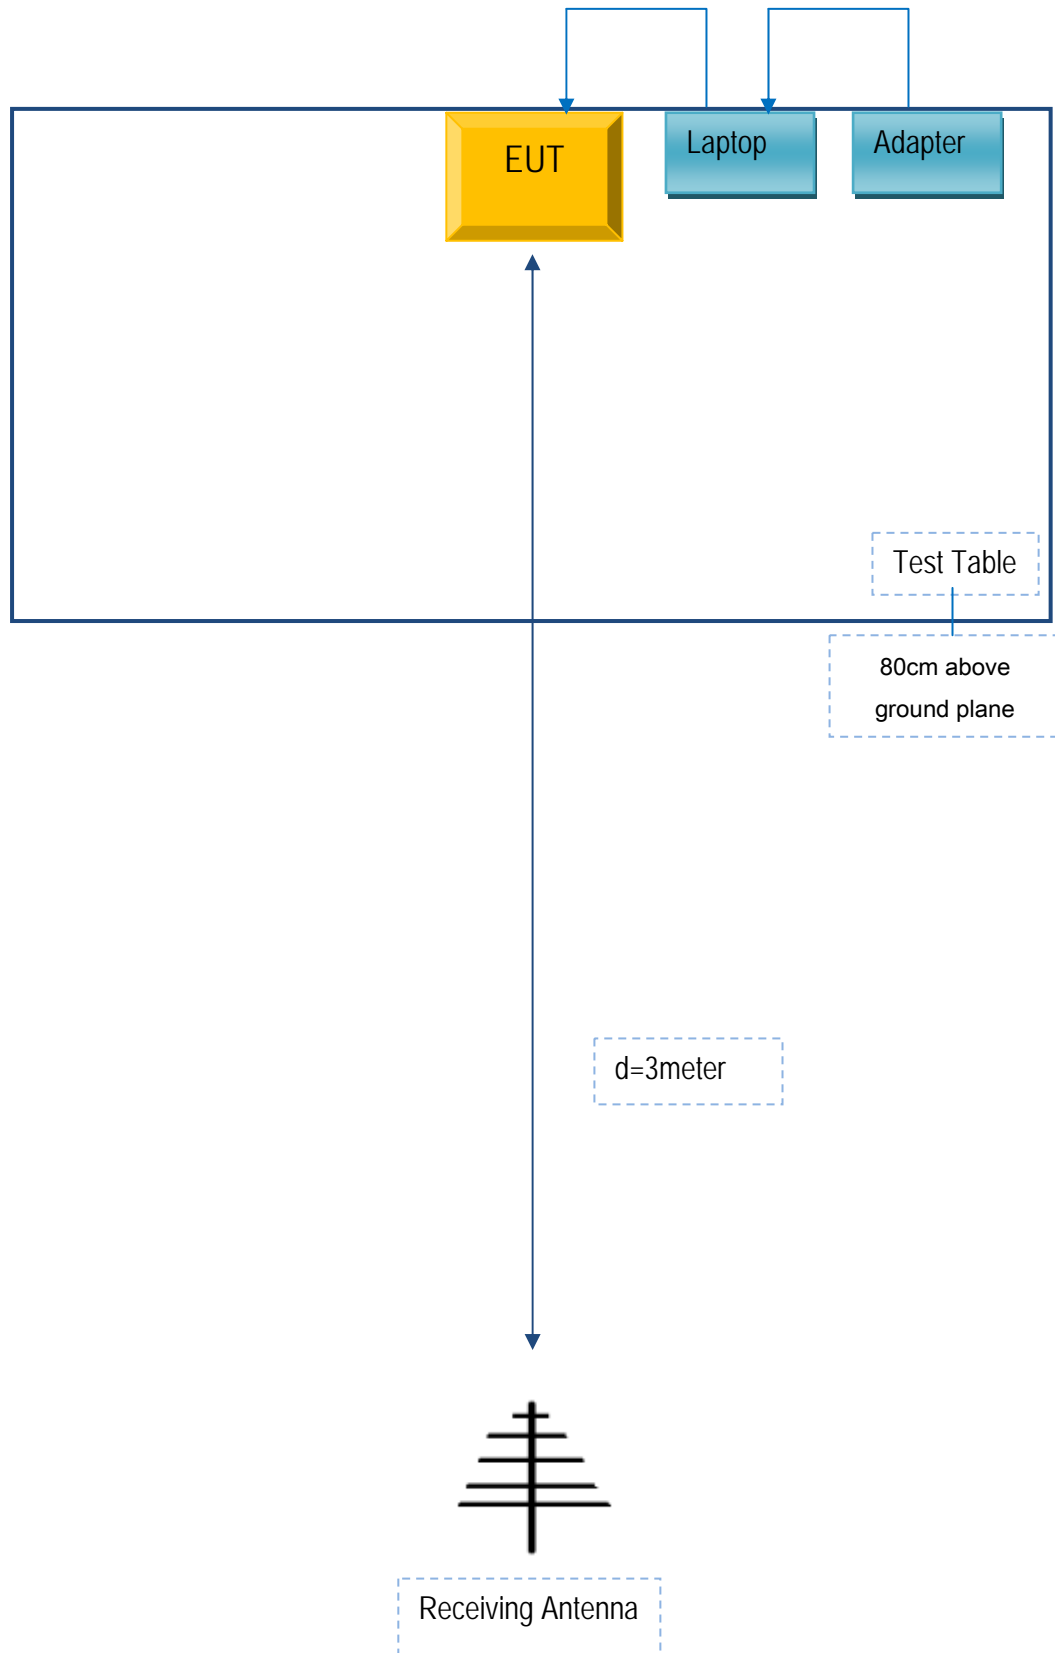 EUT
Laptop
Adapter
Test Table
80cm above
ground plane
d=3meter
Receiving Antenna